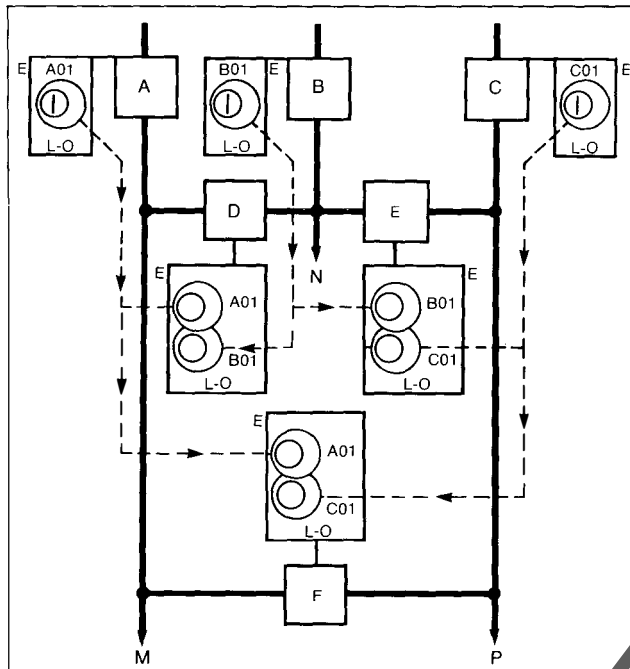 E A01 A B01 E B C C01 E
L-O L-O L-O
D E
N
E A01 B01 L-O
E B01 C01 L-O
E A01 C01 L-O
F
M P